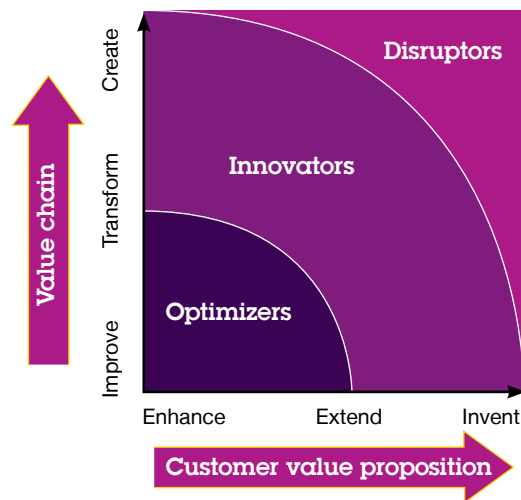 Create
Disruptors
Transform
Innovators
Value chain
Optimizers
Improve
Enhance
Extend
Invent
Customer value proposition